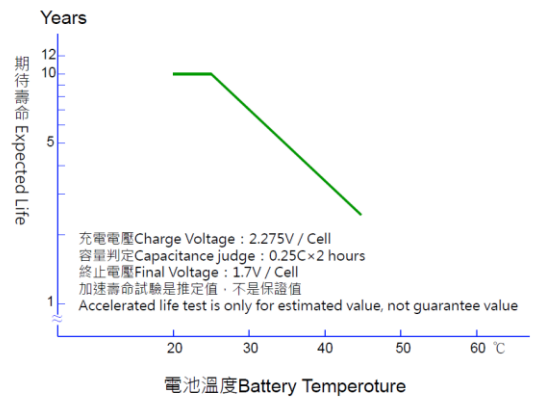 Years
12
10
5
1
期待壽命 Expected Life
充電電壓Charge Voltage：2.275V / Cell
容量判定Capacitance judge：0.25C×2 hours
終止電壓Final Voltage：1.7V / Cell
加速壽命試驗是推定值，不是保證值
Accelerated life test is only for estimated value, not guarantee value
20 30 40 50 60 ℃
電池溫度Battery Temperoture